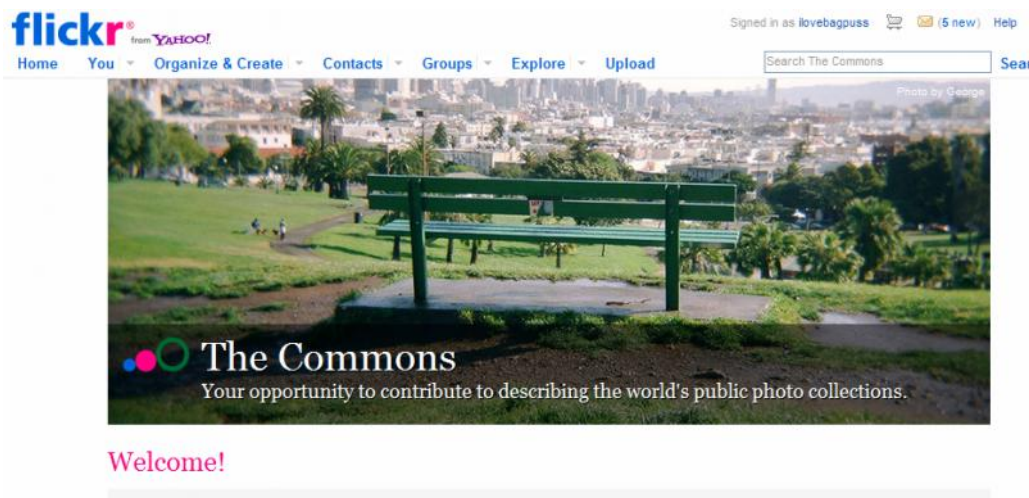 flickr® from YAHOO!
Signed in as ilovebagpuss (5 new) Help
Home You Organize & Create Contacts Groups Explore Upload
Search The Commons Sear
Photo by George
The Commons
Your opportunity to contribute to describing the world's public photo collections.
Welcome!